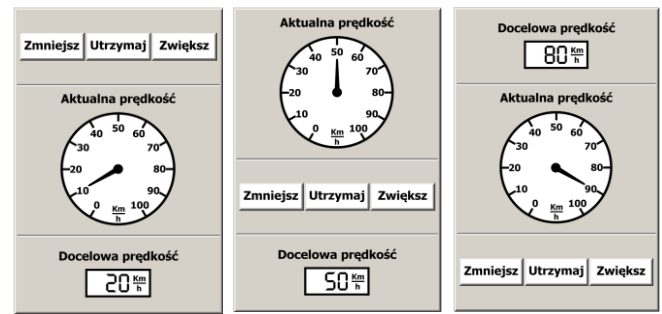 Zmniejsz Utrzymaj Zwiększ
Aktualna prędkość
50
40 60
30 70
20 80
10 90
0 Km/h 100
Docelowa prędkość
20 Km/h
Aktualna prędkość
50
40 60
30 70
20 80
10 90
0 Km/h 100
Zmniejsz Utrzymaj Zwiększ
Docelowa prędkość
50 Km/h
Docelowa prędkość
80 Km/h
Aktualna prędkość
50
40 60
30 70
20 80
10 90
0 Km/h 100
Zmniejsz Utrzymaj Zwiększ